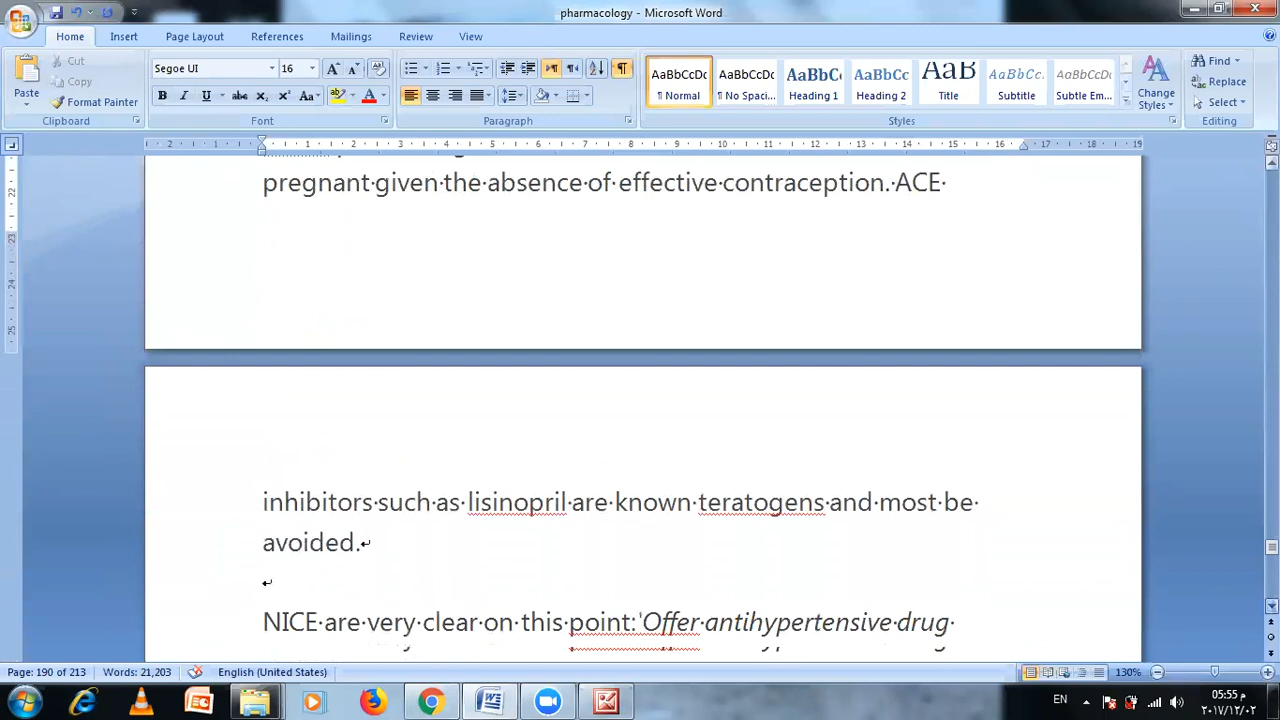 pharmacology - Microsoft Word
Home Insert Page Layout References Mailings Review View
Paste
Cut
Copy
Format Painter
Clipboard
Segoe UI 16
Font
Paragraph
AaBbCcDc AaBbCcDc AaBbC AaBbCc AaB AaBbCc AaBbCcDc
¶ Normal ¶ No Spaci... Heading 1 Heading 2 Title Subtitle Subtle Em...
Change Styles
Styles
Find
Replace
Select
Editing
pregnant given the absence of effective contraception. ACE
inhibitors such as lisinopril are known teratogens and most be
avoided.
NICE are very clear on this point:'Offer antihypertensive drug
Page: 190 of 213 Words: 21,203 English (United States) 130%
EN 05:55 م
٢٠١٧/١٢/٠٢